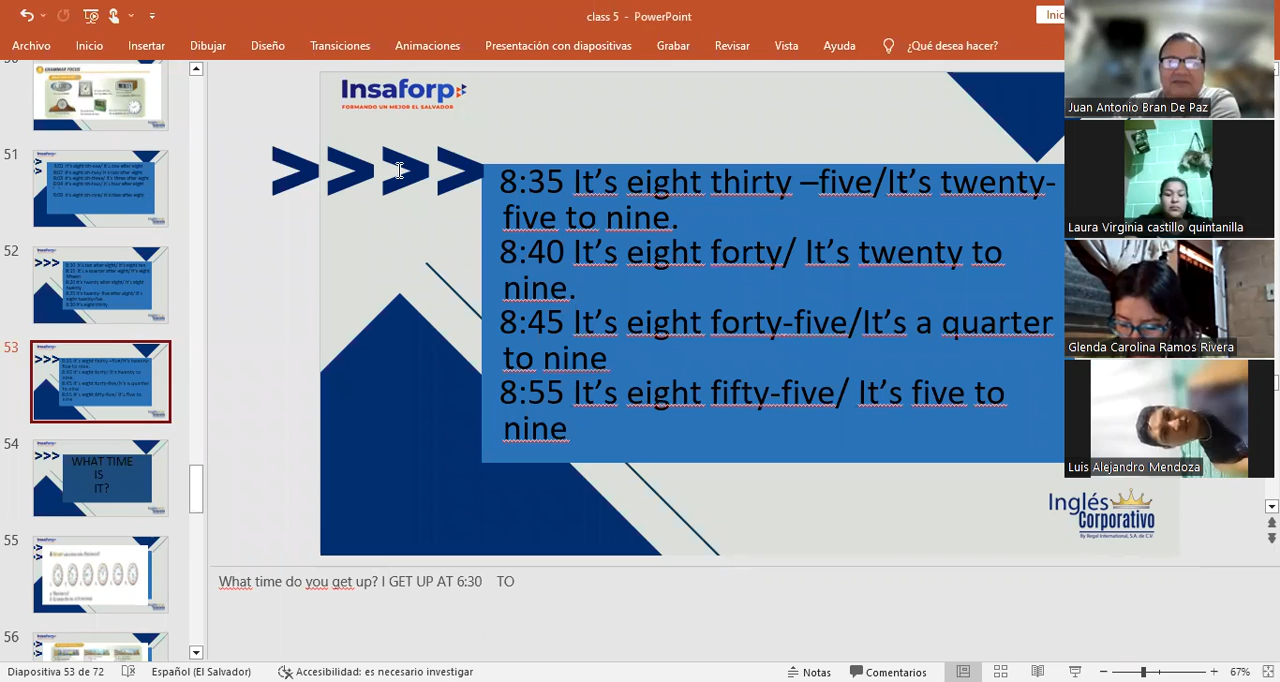 class 5 - PowerPoint
Inic
Archivo Inicio Insertar Dibujar Diseño Transiciones Animaciones Presentación con diapositivas Grabar Revisar Vista Ayuda ¿Qué desea hacer?
Insaforp
FORMANDO UN MEJOR EL SALVADOR
8:35 It's eight thirty –five/It's twenty-
five to nine.
8:40 It's eight forty/ It's twenty to
nine.
8:45 It's eight forty-five/It's a quarter
to nine
8:55 It's eight fifty-five/ It's five to
nine
Inglés
Corporativo
By Regal International, S.A. de C.V.
51
52
53
54
WHAT TIME
IS
IT?
55
56
Juan Antonio Bran De Paz
Laura Virginia castillo quintanilla
Glenda Carolina Ramos Rivera
Luis Alejandro Mendoza
What time do you get up? I GET UP AT 6:30 TO
Diapositiva 53 de 72 Español (El Salvador) Accesibilidad: es necesario investigar Notas Comentarios 67%